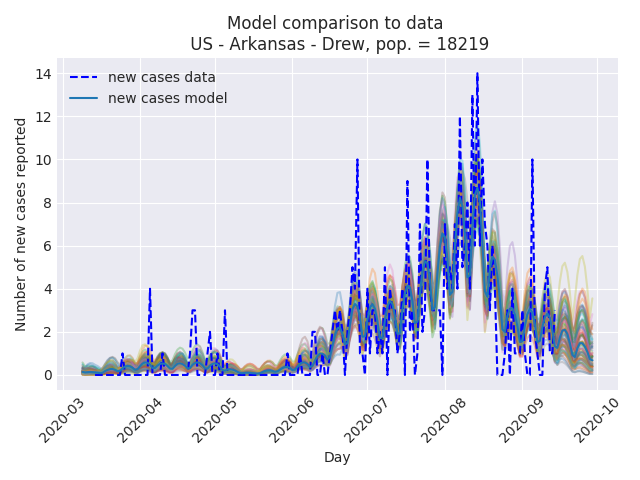 Model comparison to data
US - Arkansas - Drew, pop. = 18219
new cases data
new cases model
Number of new cases reported
14
12
10
8
6
4
2
0
2020-03
2020-04
2020-05
2020-06
2020-07
2020-08
2020-09
2020-10
Day